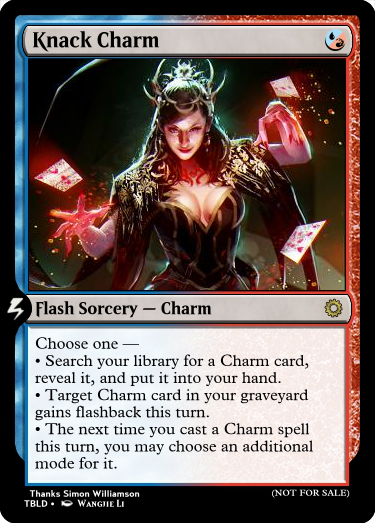 Knack Charm
Flash Sorcery — Charm
Choose one —
• Search your library for a Charm card,
reveal it, and put it into your hand.
• Target Charm card in your graveyard
gains flashback this turn.
• The next time you cast a Charm spell
this turn, you may choose an additional
mode for it.
Thanks Simon Williamson
TBLD • Wangjie Li
(NOT FOR SALE)